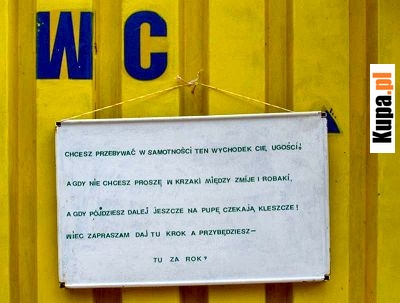 WC
CHCESZ PRZEBYWAĆ W SAMOTNOŚCI TEN WYCHODEK CIĘ UGOŚCI!
A GDY NIE CHCESZ PROSZĘ W KRZAKI MIĘDZY ŻMIJE I ROBAKI,
A GDY PÓJDZIESZ DALEJ JESZCZE NA PUPĘ CZEKAJĄ KLESZCZE!
WIĘC ZAPRASZAM DAJ TU KROK A PRZYBĘDZIESZ—
TU ZA ROK?
Kupa.pl